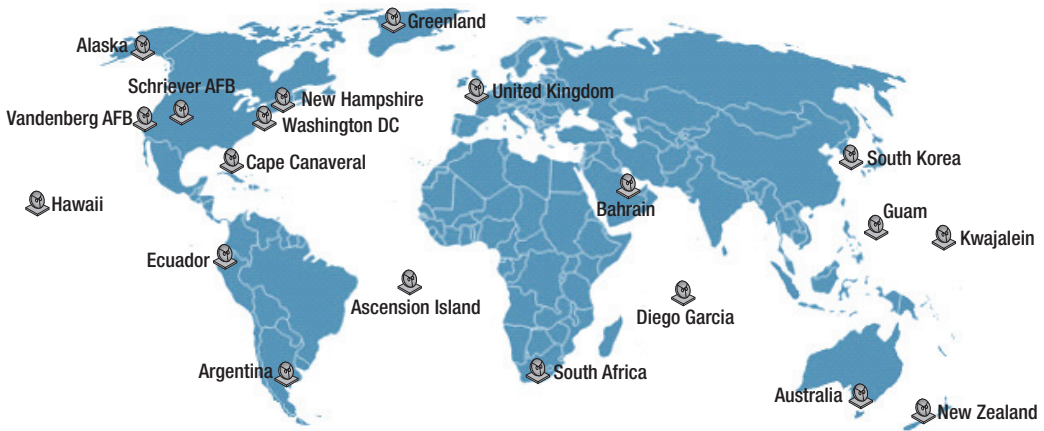 Greenland
Alaska
Schriever AFB
New Hampshire
United Kingdom
Vandenberg AFB
Washington DC
Cape Canaveral
South Korea
Hawaii
Bahrain
Guam
Kwajalein
Ecuador
Ascension Island
Diego Garcia
Argentina
South Africa
Australia
New Zealand